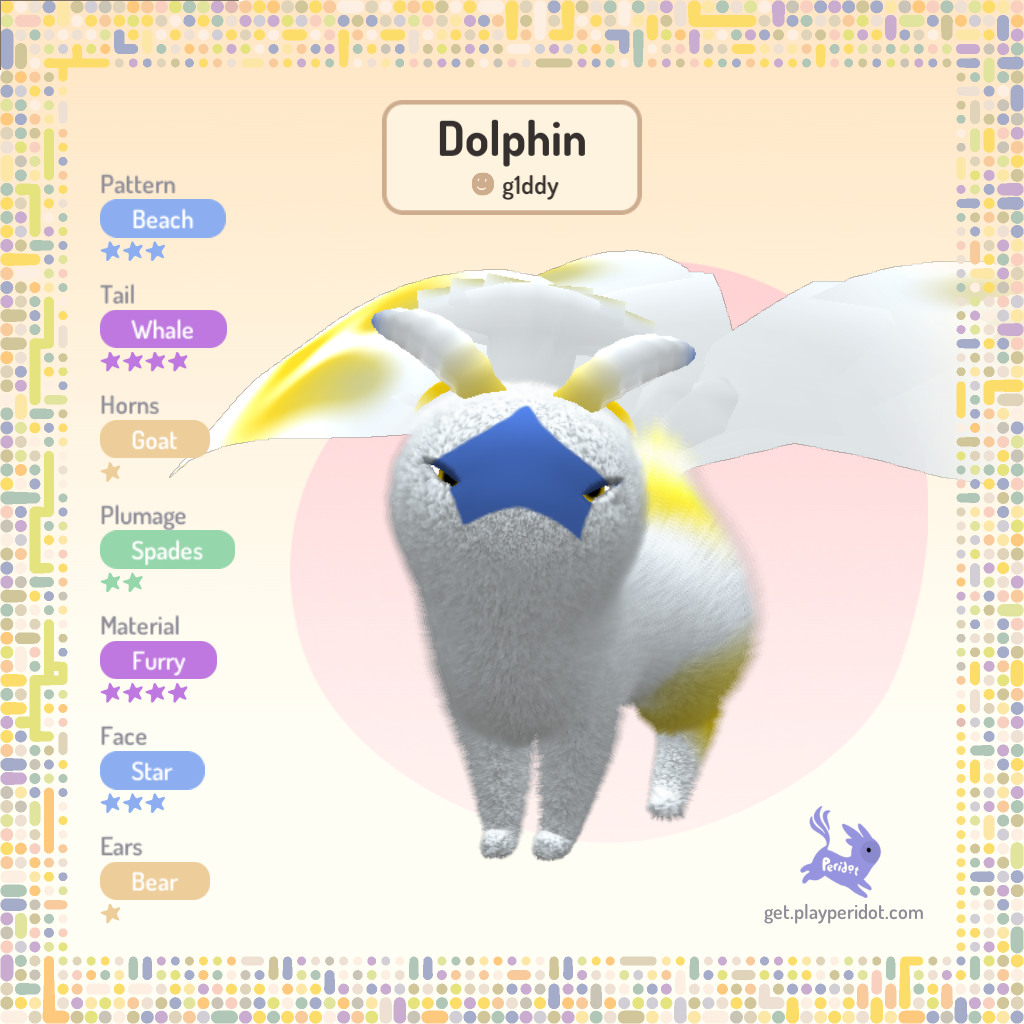 Dolphin
g1ddy
Pattern
Beach
Tail
Whale
Horns
Goat
Plumage
Spades
Material
Furry
Face
Star
Ears
Bear
Peridot
get.playperidot.com